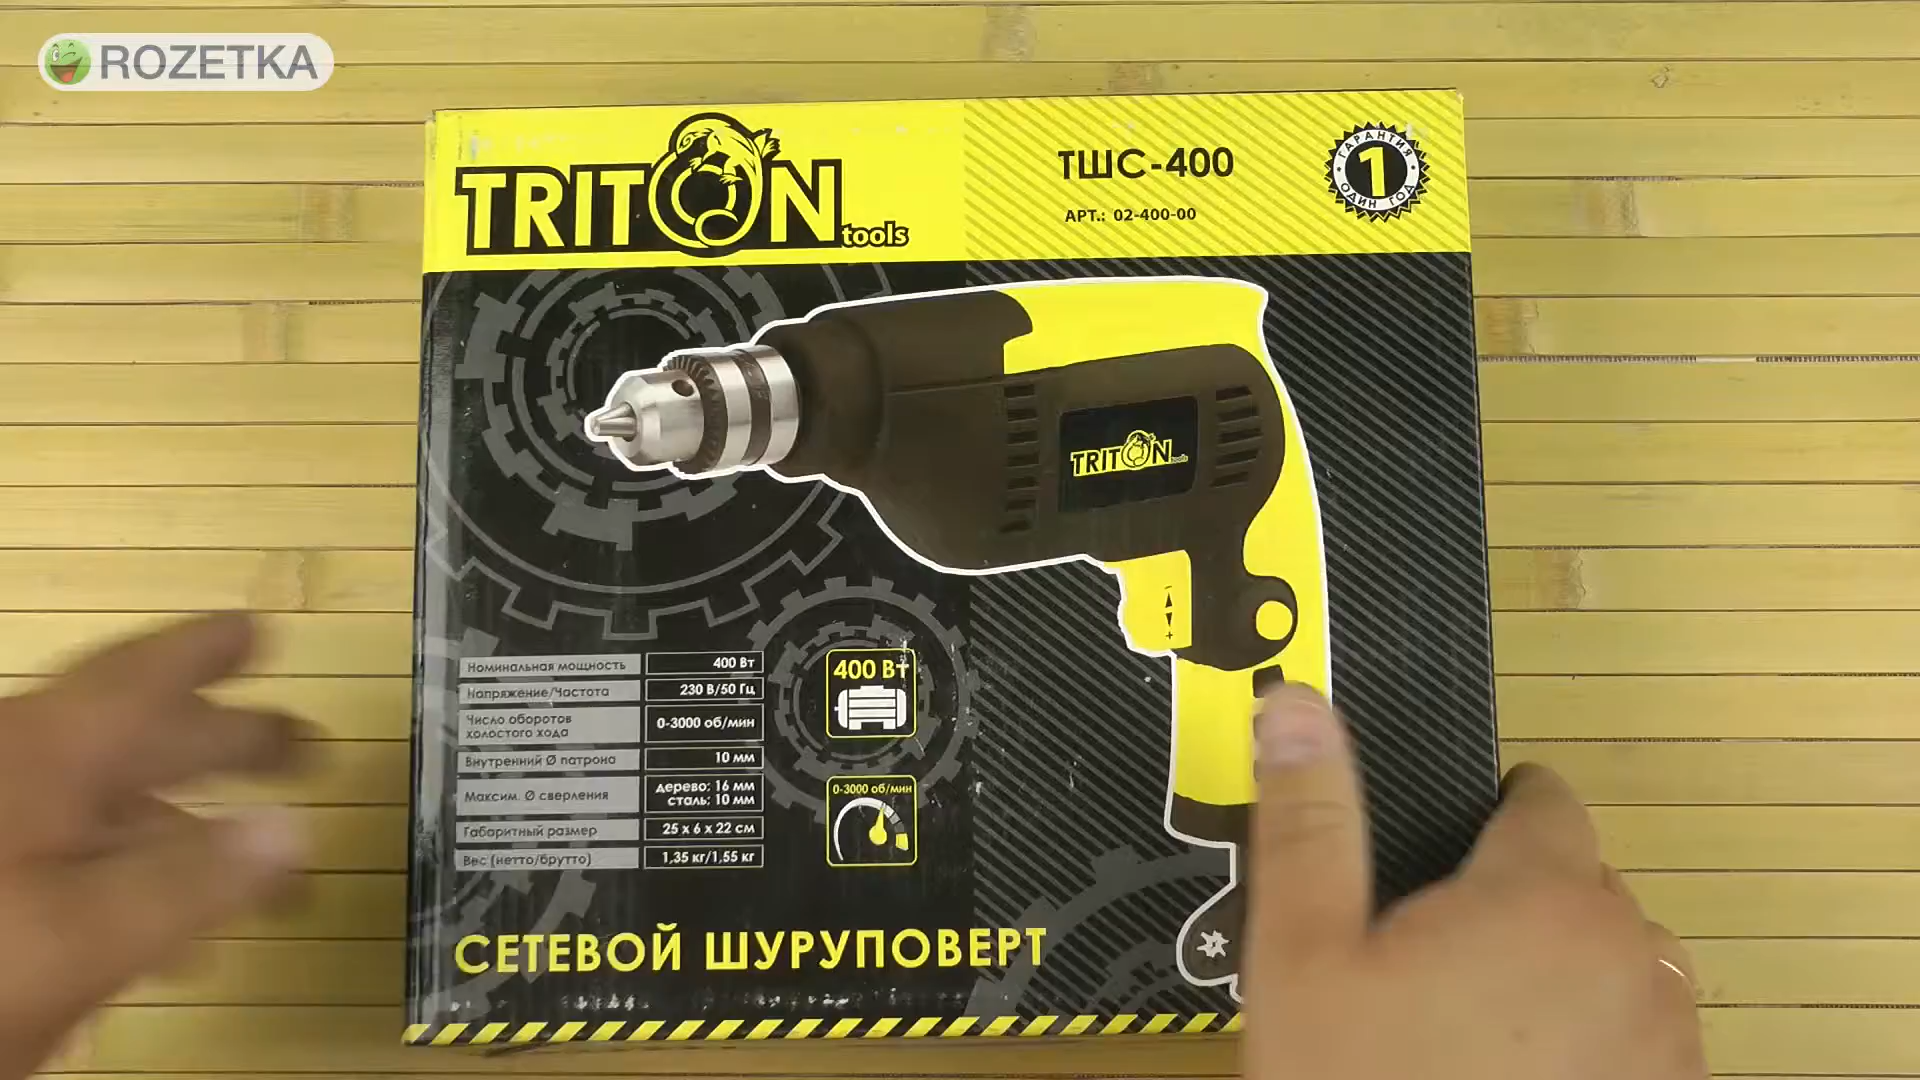 ROZETKA
TRITON tools
ТШС-400
АРТ.: 02-400-00
ГАРАНТИЯ
1
ОДИН ГОД
TRITON tools
- +
Номинальная мощность 400 Вт
Напряжение/Частота 230 В/50 Гц
Число оборотов
холостого хода 0-3000 об/мин
Внутренний Ø патрона 10 мм
Максим. Ø сверления дерево: 16 мм
сталь: 10 мм
Габаритный размер 25 х 6 х 22 см
Вес (нетто/брутто) 1,35 кг/1,55 кг
400 Вт
0-3000 об/мин
СЕТЕВОЙ ШУРУПОВЕРТ